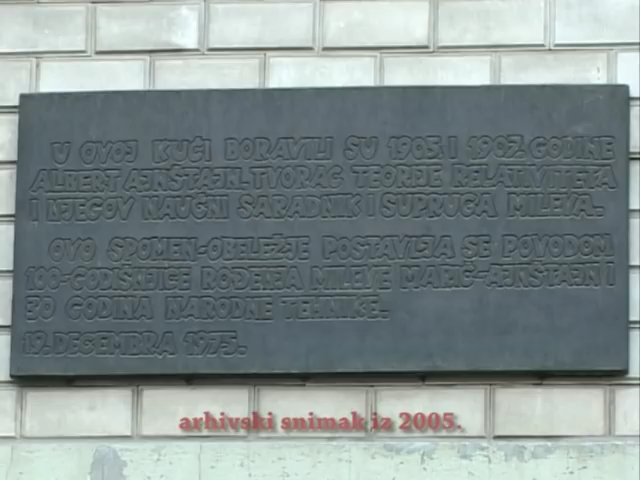 U OVOJ KUĆI BORAVILI SU 1905 I 1907. GODINE
ALBERT AJNŠTAJN. TVORAC TEORIJE RELATIVITETA
I NJEGOV NAUČNI SARADNIK I SUPRUGA MILEVA.
OVO SPOMEN-OBELEŽJE POSTAVLJA SE POVODOM
100-GODIŠNJICE ROĐENJA MILEVE MARIĆ-AJNŠTAJN I
30 GODINA NARODNE TEHNIKE.
19. DECEMBRA 1975.
arhivski snimak iz 2005.